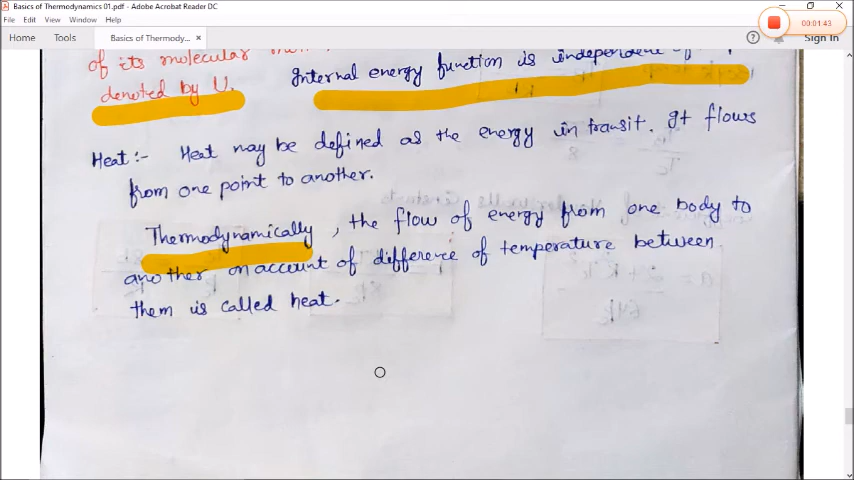 Basics of Thermodynamics 01.pdf - Adobe Acrobat Reader DC
File Edit View Window Help
00:01:43
Home Tools Basics of Thermody... × Sign In
of its molecular
denoted by U.
Internal energy function is independent of
Heat:- Heat may be defined as the energy in transit. It flows
from one point to another.
Thermodynamically, the flow of energy from one body to
another on account of difference of temperature between
them is called heat.